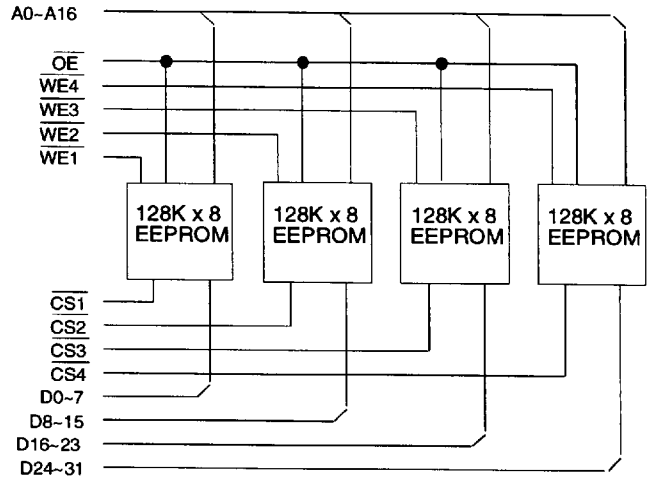 A0~A16
OE
WE4
WE3
WE2
WE1
128K x 8
EEPROM
128K x 8
EEPROM
128K x 8
EEPROM
128K x 8
EEPROM
CS1
CS2
CS3
CS4
D0~7
D8~15
D16~23
D24~31